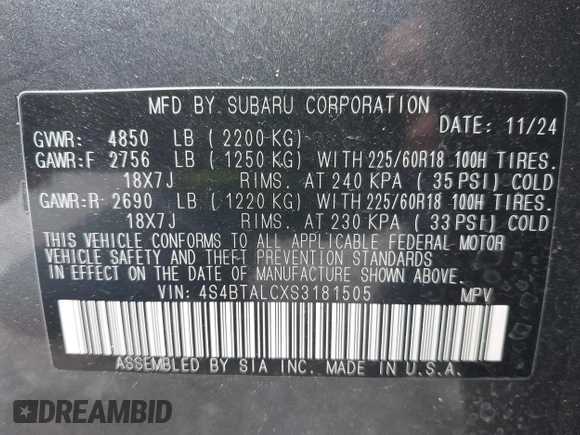 MFD BY SUBARU CORPORATION
DATE: 11/24
GVWR: 4850 LB ( 2200 KG)
GAWR:F 2756 LB ( 1250 KG) WITH 225/60R18 100H TIRES.
18X7J RIMS. AT 240 KPA ( 35 PSI) COLD
GAWR:R 2690 LB ( 1220 KG) WITH 225/60R18 100H TIRES.
18X7J RIMS. AT 230 KPA ( 33 PSI) COLD
THIS VEHICLE CONFORMS TO ALL APPLICABLE FEDERAL MOTOR
VEHICLE SAFETY AND THEFT PREVENTION STANDARDS
IN EFFECT ON THE DATE OF MANUFACTURE SHOWN ABOVE.
VIN: 4S4BTALCXS3181505 MPV
ASSEMBLED BY SIA INC. MADE IN U.S.A.
DREAMBID